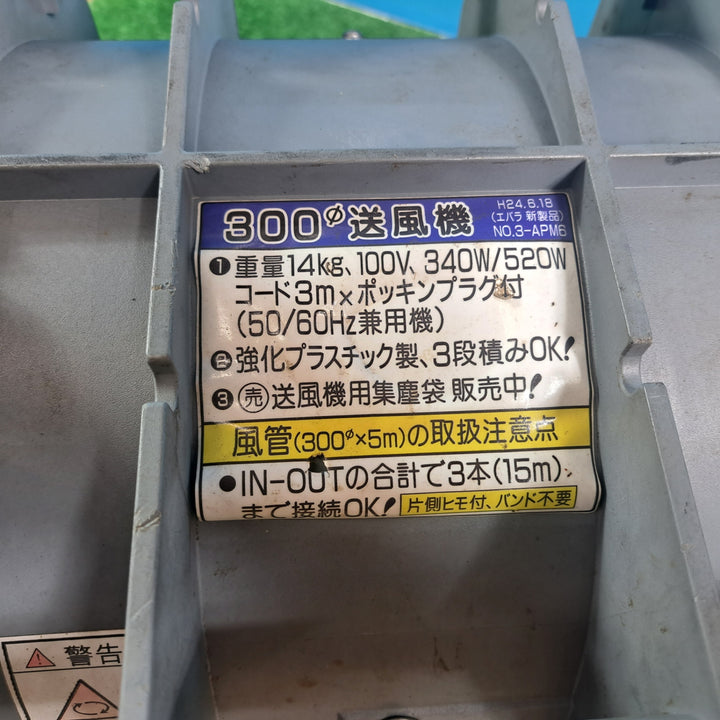 300φ 送風機
H24.6.18
(エバラ 新製品)
NO.3-APM6
❶重量14kg、100V、340W/520W
コード3m×ポッキンプラグ付
(50/60Hz兼用機)
❷強化プラスチック製、3段積みOK!
❸㊛送風機用集塵袋 販売中!
風管(300φ×5m)の取扱注意点
●IN-OUTの合計で3本(15m)
まで接続OK! 片側ヒモ付、バンド不要
警告